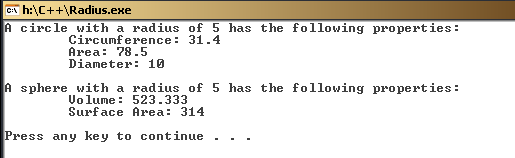 h:\C++\Radius.exe
A circle with a radius of 5 has the following properties:
Circumference: 31.4
Area: 78.5
Diameter: 10
A sphere with a radius of 5 has the following properties:
Volume: 523.333
Surface Area: 314
Press any key to continue . . .